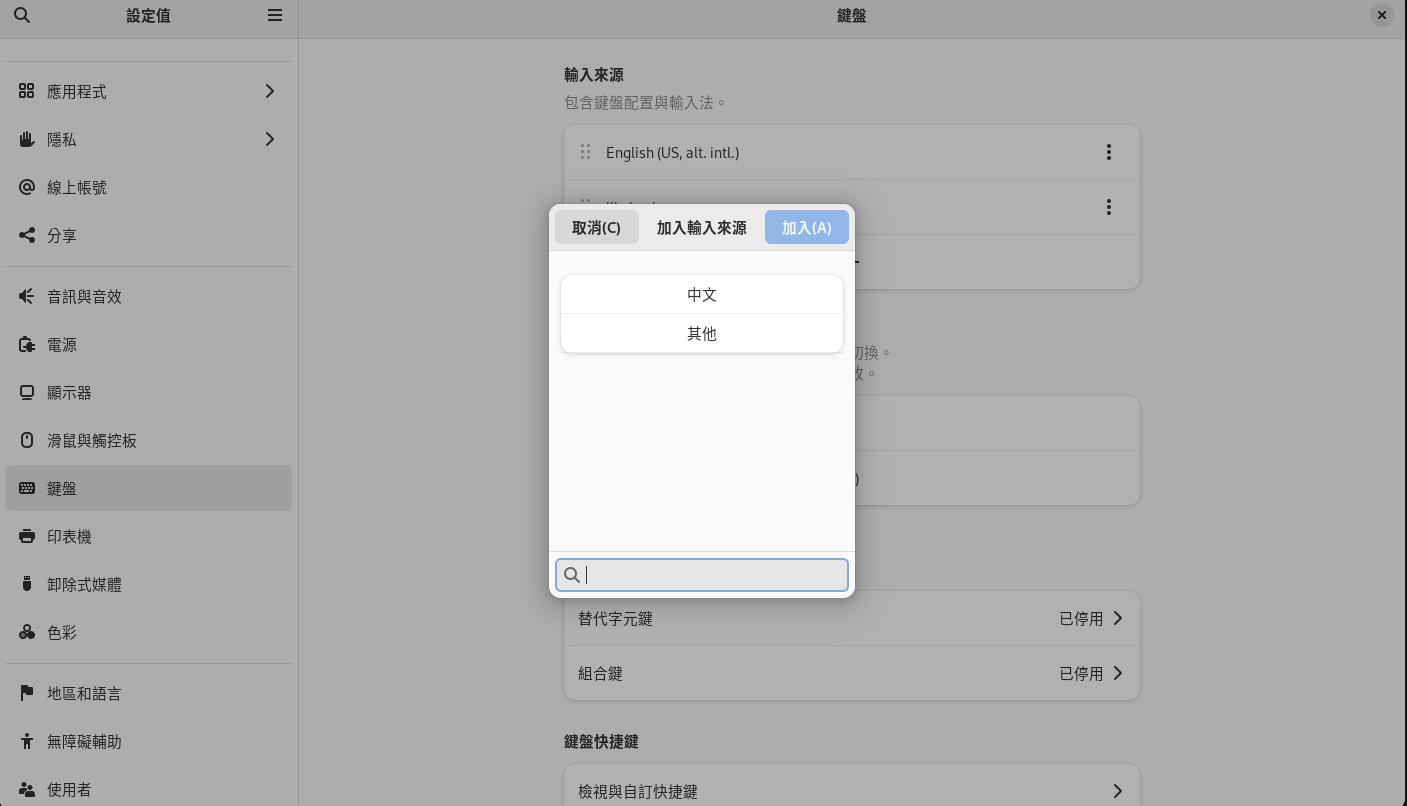 設定值
鍵盤
應用程式
隱私
線上帳號
分享
音訊與音效
電源
顯示器
滑鼠與觸控板
鍵盤
印表機
卸除式媒體
色彩
地區和語言
無障礙輔助
使用者
輸入來源
包含鍵盤配置與輸入法。
English (US, alt. intl.)
取消(C)
加入輸入來源
加入(A)
中文
其他
切換。
效。
)
替代字元鍵
已停用
組合鍵
已停用
鍵盤快捷鍵
檢視與自訂快捷鍵